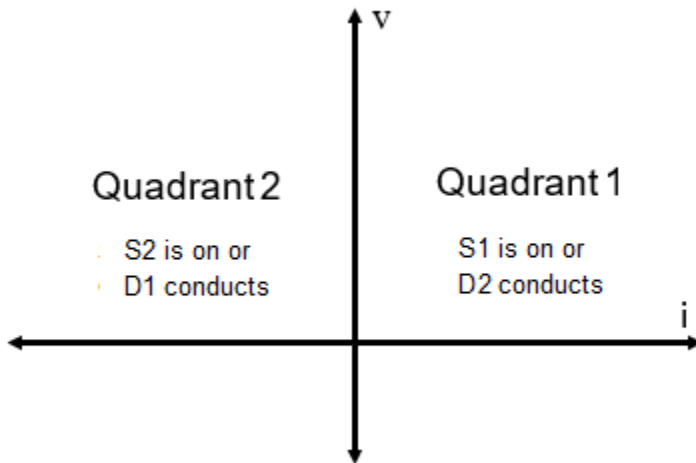 v
Quadrant 2
Quadrant 1
S2 is on or
D1 conducts
S1 is on or
D2 conducts
i